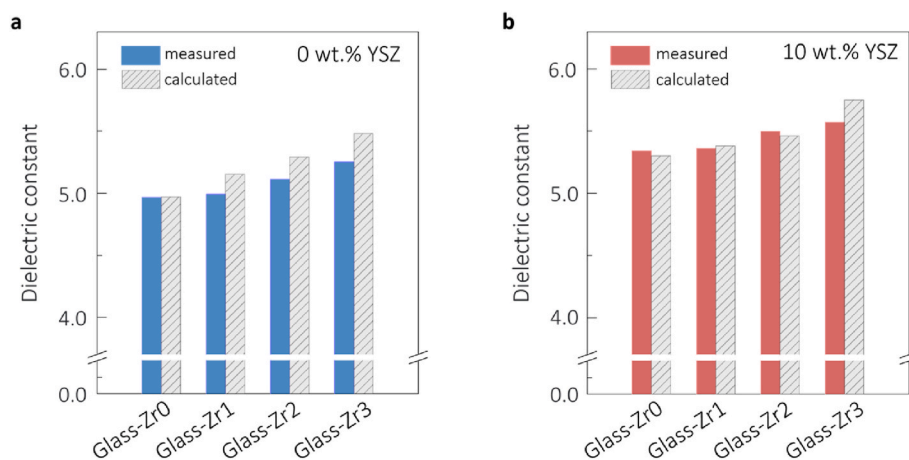 a
measured
0 wt.% YSZ
calculated
Dielectric constant
6.0
5.0
4.0
0.0
Glass-Zr0
Glass-Zr1
Glass-Zr2
Glass-Zr3
b
measured
10 wt.% YSZ
calculated
Dielectric constant
6.0
5.0
4.0
0.0
Glass-Zr0
Glass-Zr1
Glass-Zr2
Glass-Zr3